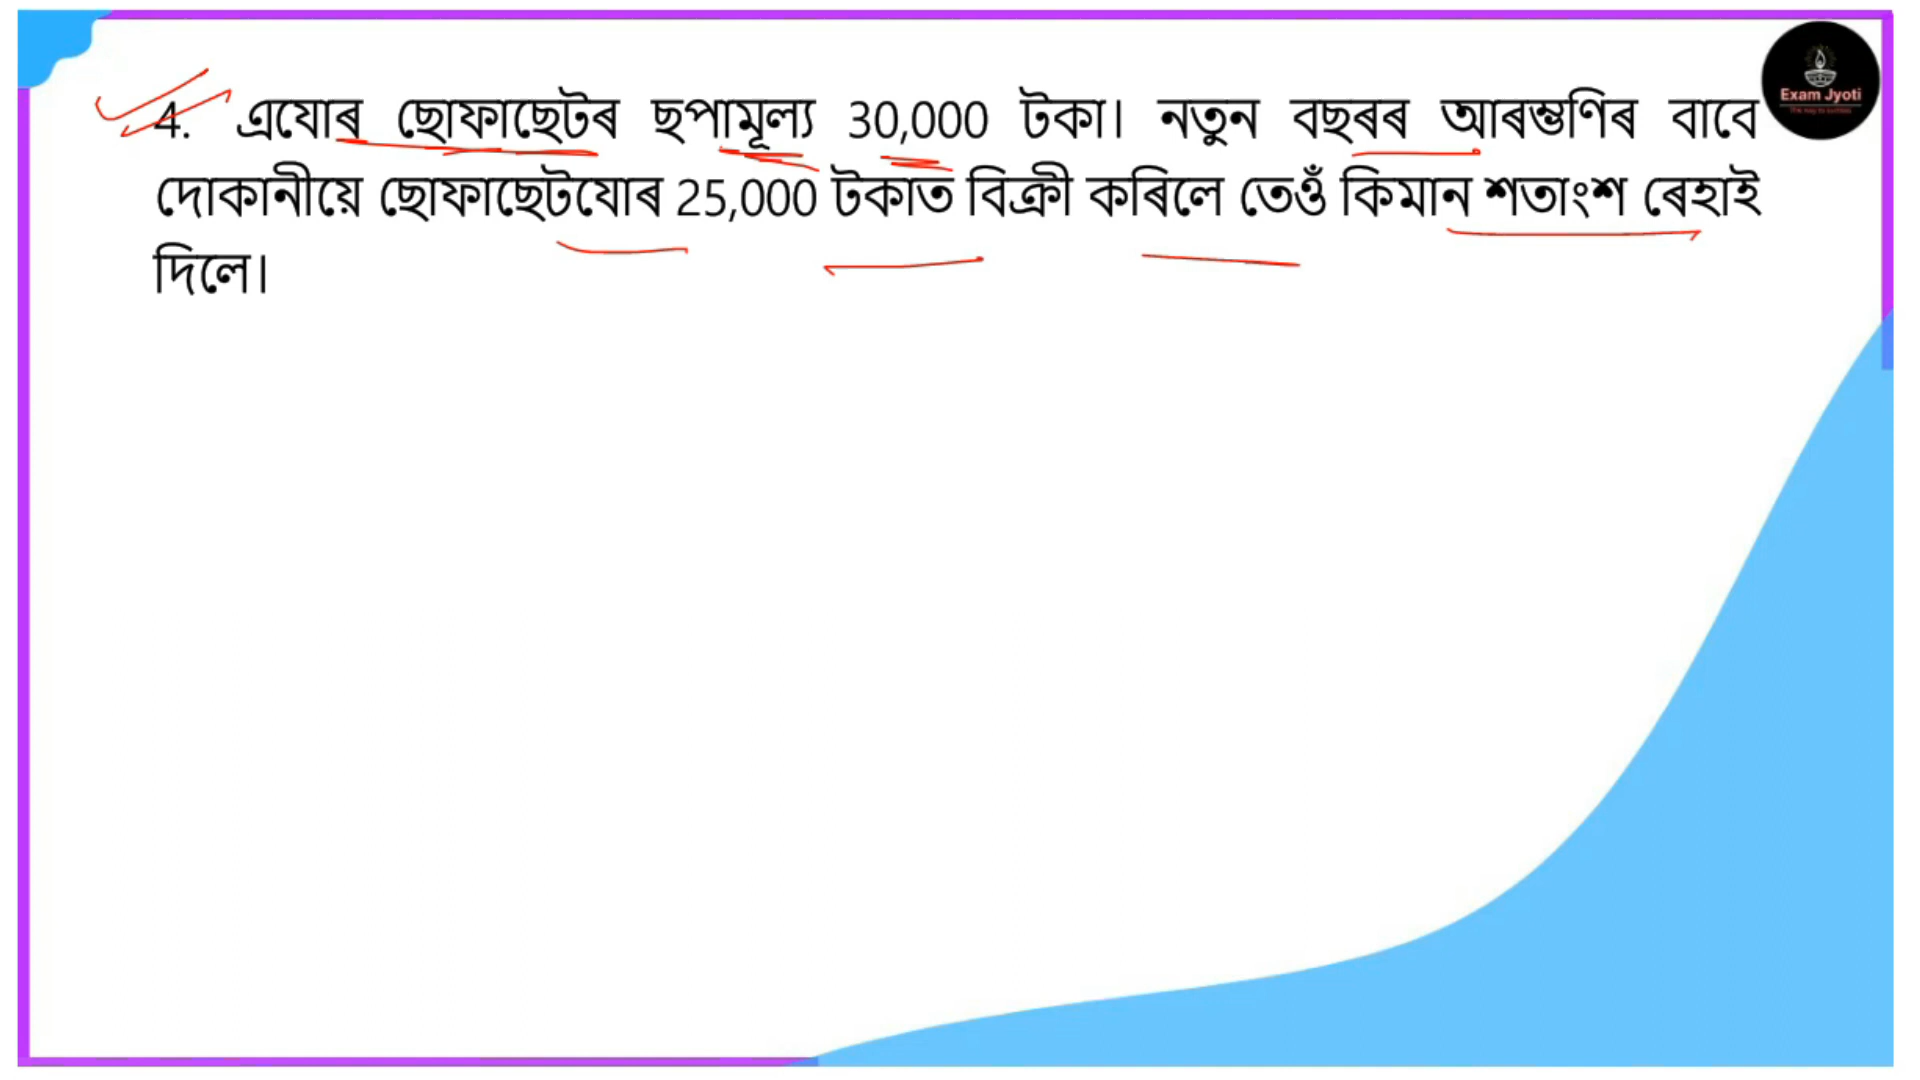 4. এযোৰ ছোফাছেটৰ ছপামূল্য 30,000 টকা। নতুন বছৰৰ আৰম্ভণিৰ বাবে
দোকানীয়ে ছোফাছেটযোৰ 25,000 টকাত বিক্ৰী কৰিলে তেওঁ কিমান শতাংশ ৰেহাই
দিলে।
Exam Jyoti